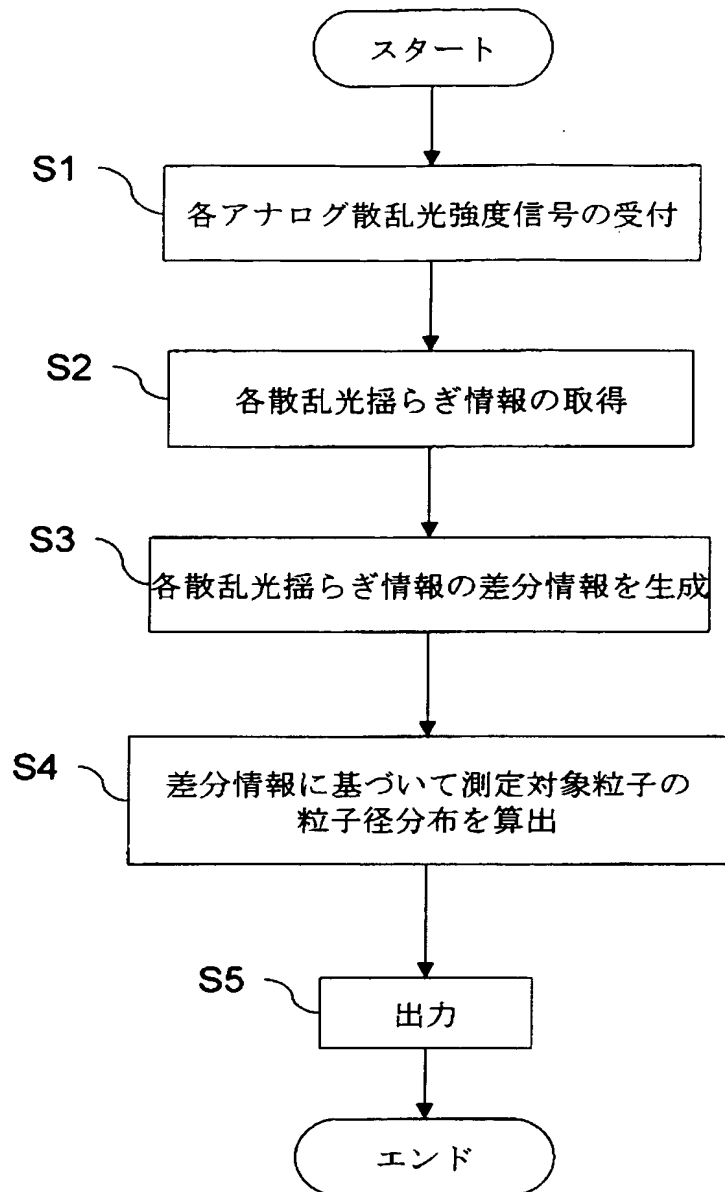 スタート
S1
各アナログ散乱光強度信号の受付
S2
各散乱光揺らぎ情報の取得
S3
各散乱光揺らぎ情報の差分情報を生成
S4
差分情報に基づいて測定対象粒子の
粒子径分布を算出
S5
出力
エンド